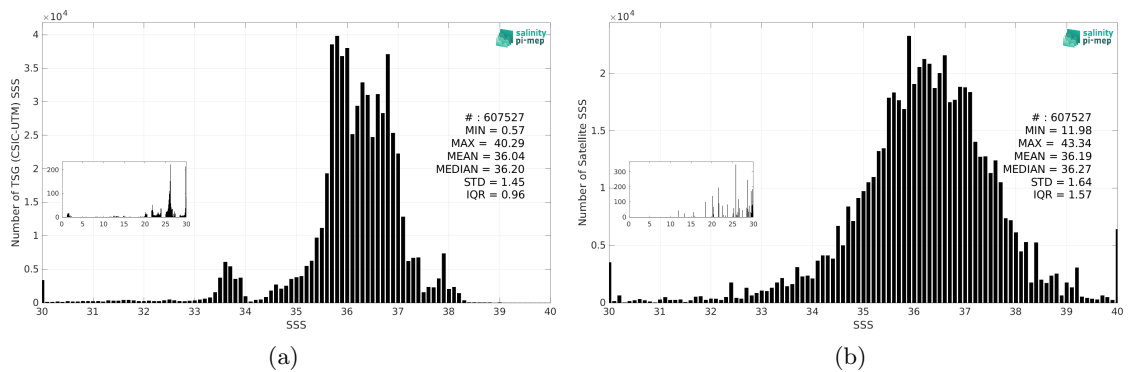 ×10⁴
4
3.5
3
2.5
2
1.5
1
0.5
0
Number of TSG (CSIC-UTM) SSS
salinity
pi-mep
# : 607527
MIN = 0.57
MAX = 40.29
MEAN = 36.04
MEDIAN = 36.20
STD = 1.45
IQR = 0.96
200
100
0
0 5 10 15 20 25 30
30 31 32 33 34 35 36 37 38 39 40
SSS
(a)
×10⁴
2
1.5
1
0.5
0
Number of Satellite SSS
salinity
pi-mep
# : 607527
MIN = 11.98
MAX = 43.34
MEAN = 36.19
MEDIAN = 36.27
STD = 1.64
IQR = 1.57
300
200
100
0
0 5 10 15 20 25 30
30 31 32 33 34 35 36 37 38 39 40
SSS
(b)